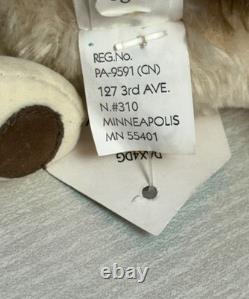 REG.No.
PA-9591 (CN)
127 3rd AVE.
N.#310
MINNEAPOLIS
MN 55401